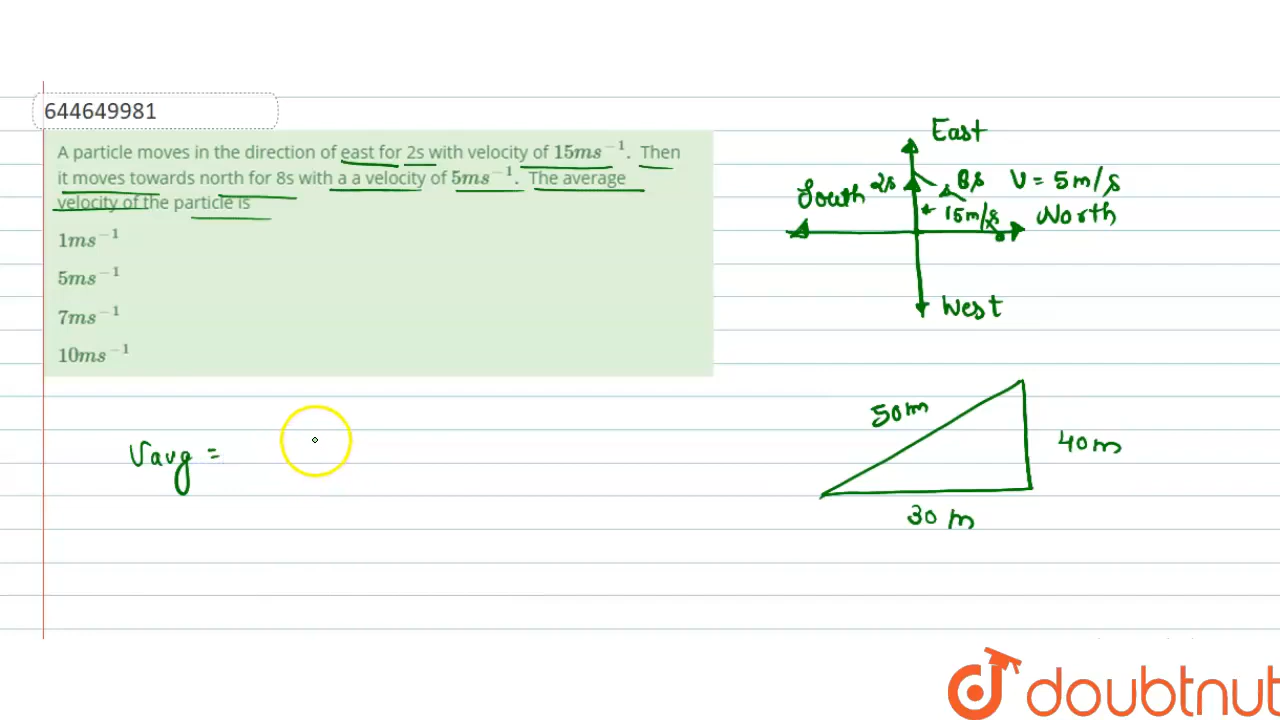 644649981
A particle moves in the direction of east for 2s with velocity of 15ms⁻¹. Then
it moves towards north for 8s with a a velocity of 5ms⁻¹. The average
velocity of the particle is
1ms⁻¹
5ms⁻¹
7ms⁻¹
10ms⁻¹
East
South 2s 8s V = 5m/s
15m/s North
West
50m
40m
30 m
Vavg =
doubtnut